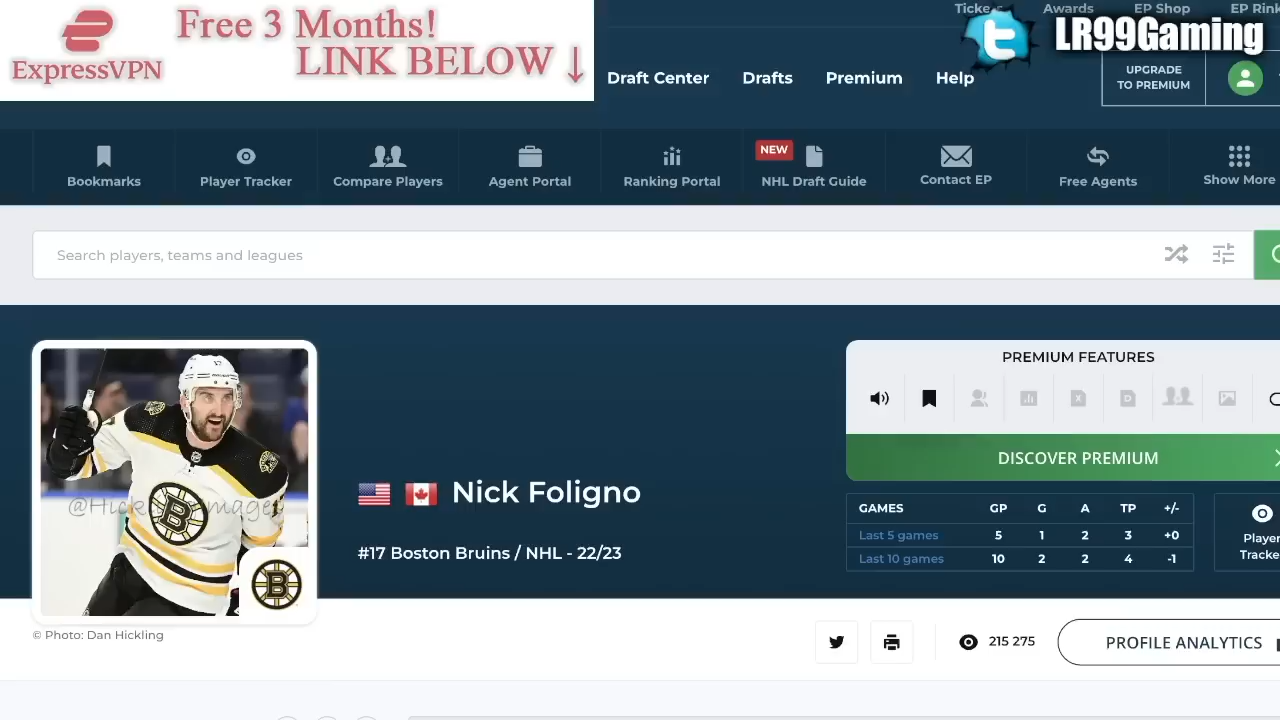 Free 3 Months!
LINK BELOW ↓
ExpressVPN
Awards
EP Shop
LR99Gaming
Draft Center
Drafts
Premium
Help
UPGRADE
TO PREMIUM
Bookmarks
Player Tracker
Compare Players
Agent Portal
Ranking Portal
NEW
NHL Draft Guide
Contact EP
Free Agents
Show More
Search players, teams and leagues
PREMIUM FEATURES
DISCOVER PREMIUM
Nick Foligno
#17 Boston Bruins / NHL - 22/23
GAMES GP G A TP +/-
Last 5 games 5 1 2 3 +0
Last 10 games 10 2 2 4 -1
Player
© Photo: Dan Hickling
215 275
PROFILE ANALYTICS